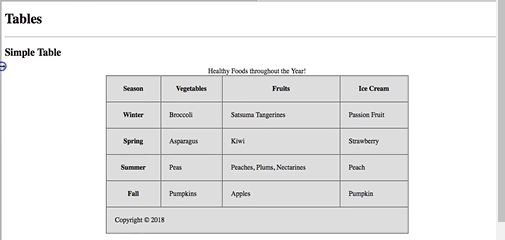 Tables
Simple Table
Healthy Foods throughout the Year!
Season Vegetables Fruits Ice Cream
Winter Broccoli Satsuma Tangerines Passion Fruit
Spring Asparagus Kiwi Strawberry
Summer Peas Peaches, Plums, Nectarines Peach
Fall Pumpkins Apples Pumpkin
Copyright © 2018